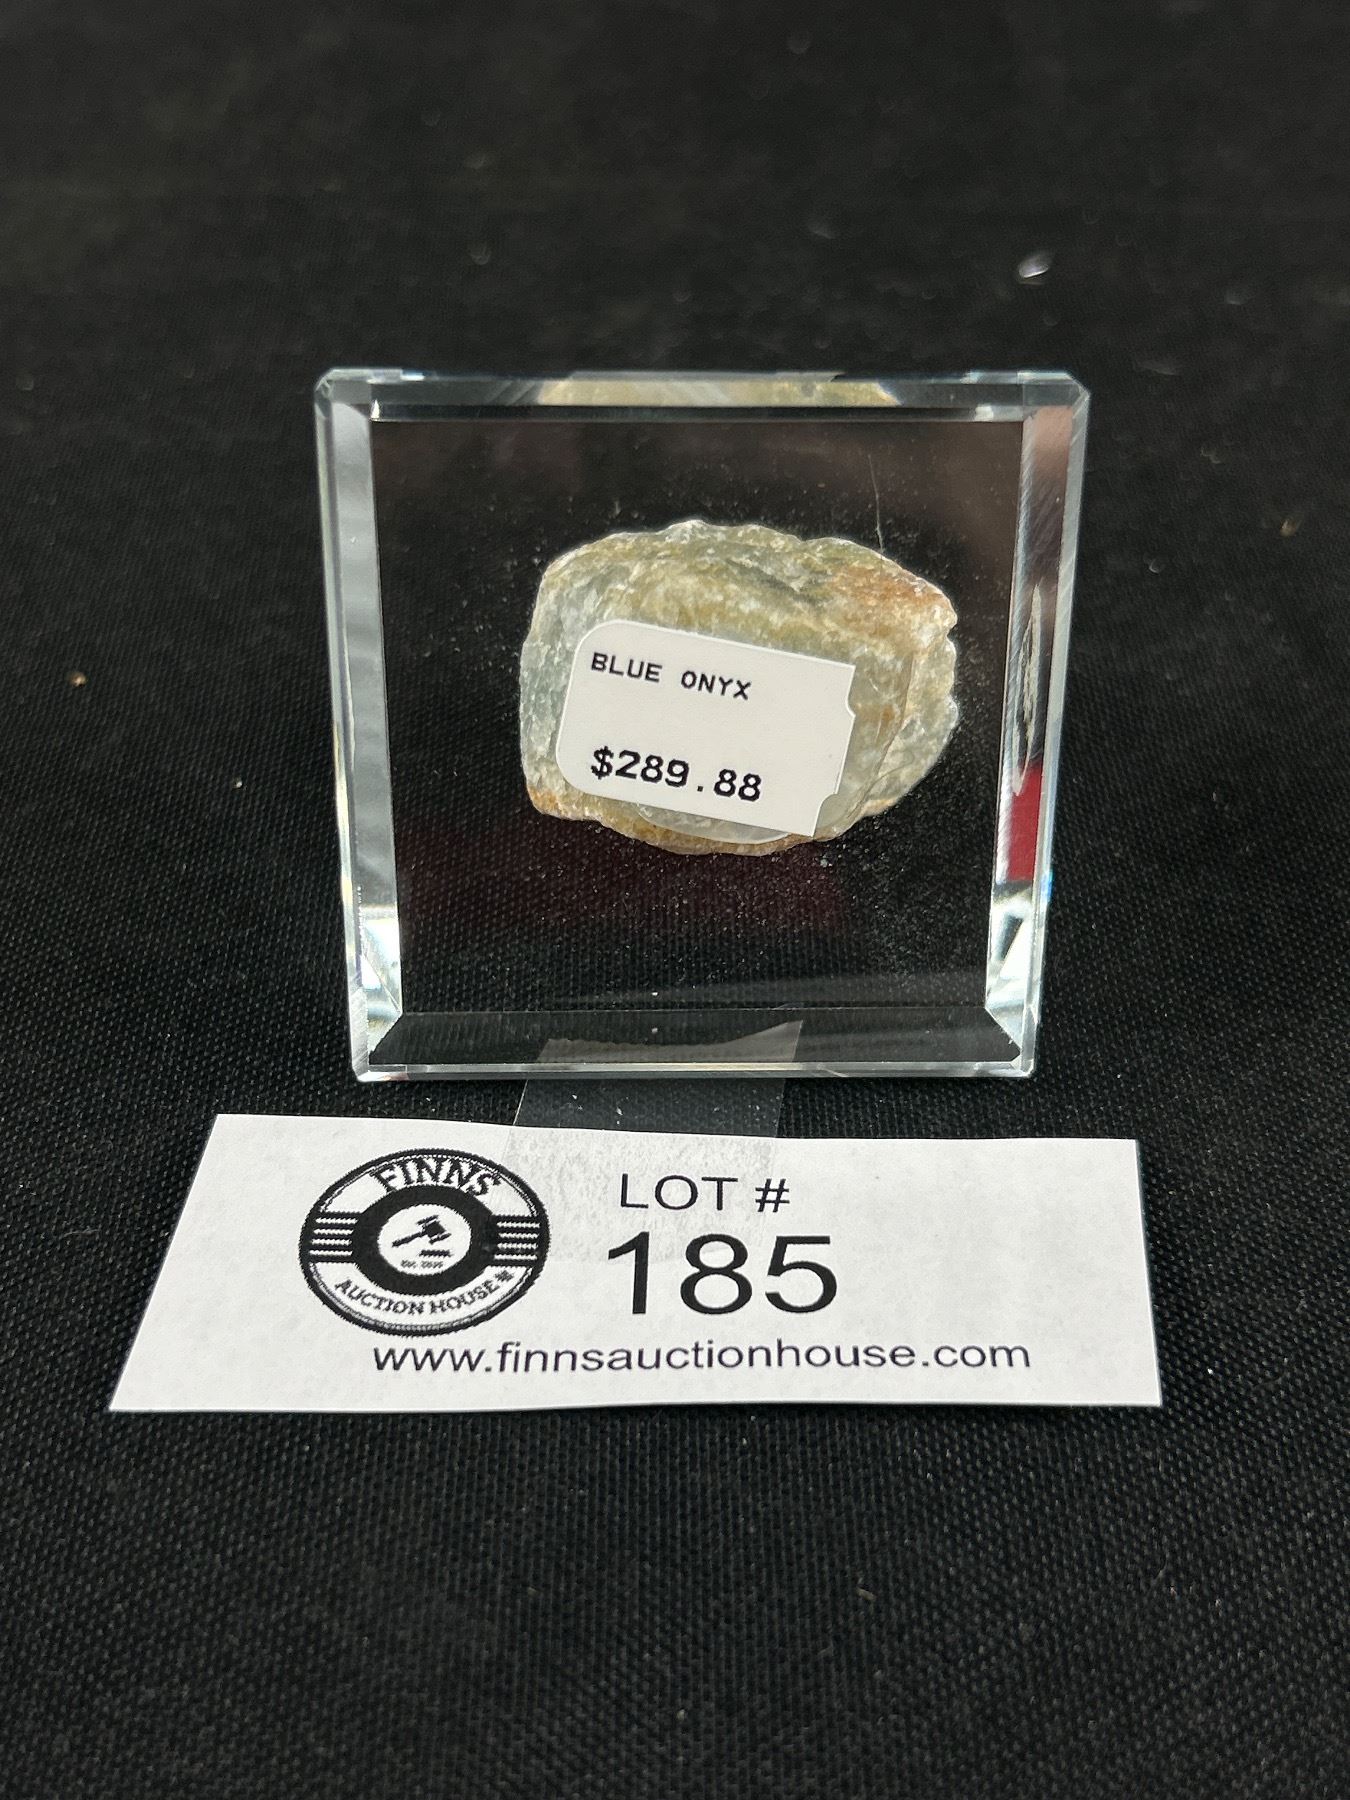 BLUE ONYX
$289.88
FINNS
AUCTION HOUSE
LOT #
185
www.finnsauctionhouse.com